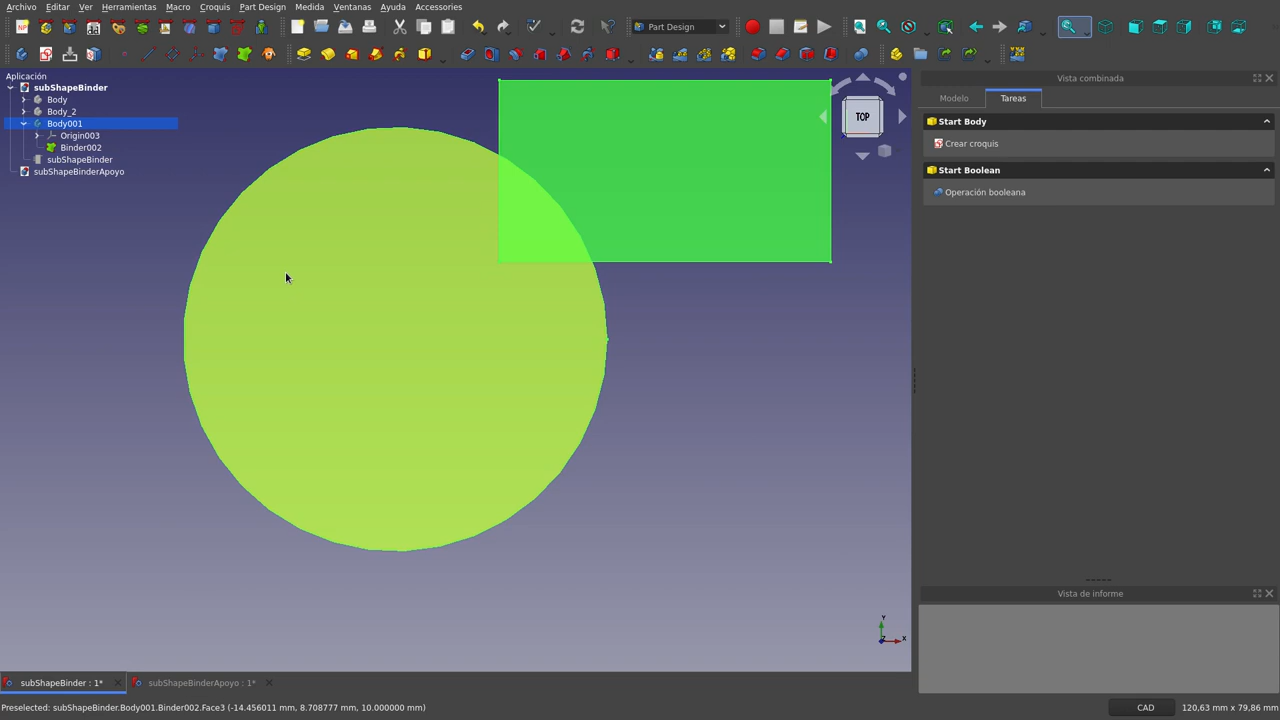 Archivo Editar Ver Herramientas Macro Croquis Part Design Medida Ventanas Ayuda Accessories
Part Design
Aplicación
subShapeBinder
Body
Body_2
Body001
Origin003
Binder002
subShapeBinder
subShapeBinderApoyo
TOP
Vista combinada
Modelo Tareas
Start Body
Crear croquis
Start Boolean
Operación booleana
Vista de informe
Y
Z X
subShapeBinder : 1* subShapeBinderApoyo : 1*
Preselected: subShapeBinder.Body001.Binder002.Face3 (-14.456011 mm, 8.708777 mm, 10.000000 mm) CAD 120,63 mm x 79,86 mm